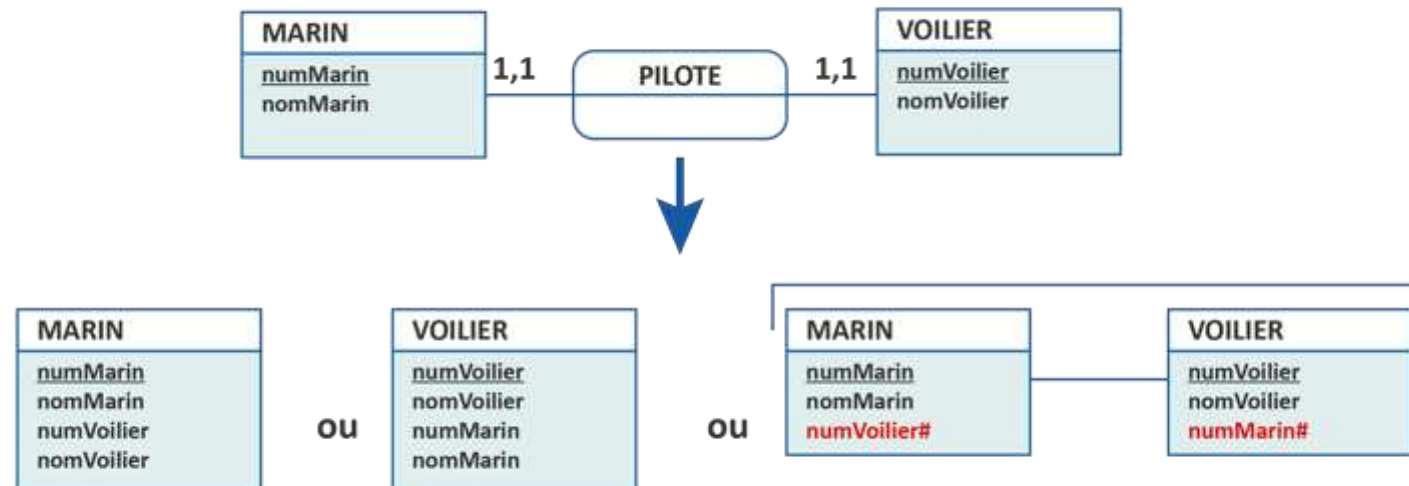 MARIN
numMarin
nomMarin
1,1
PILOTE
1,1
VOILIER
numVoilier
nomVoilier
MARIN
numMarin
nomMarin
numVoilier
nomVoilier
ou
VOILIER
numVoilier
nomVoilier
numMarin
nomMarin
ou
MARIN
numMarin
nomMarin
numVoilier#
VOILIER
numVoilier
nomVoilier
numMarin#